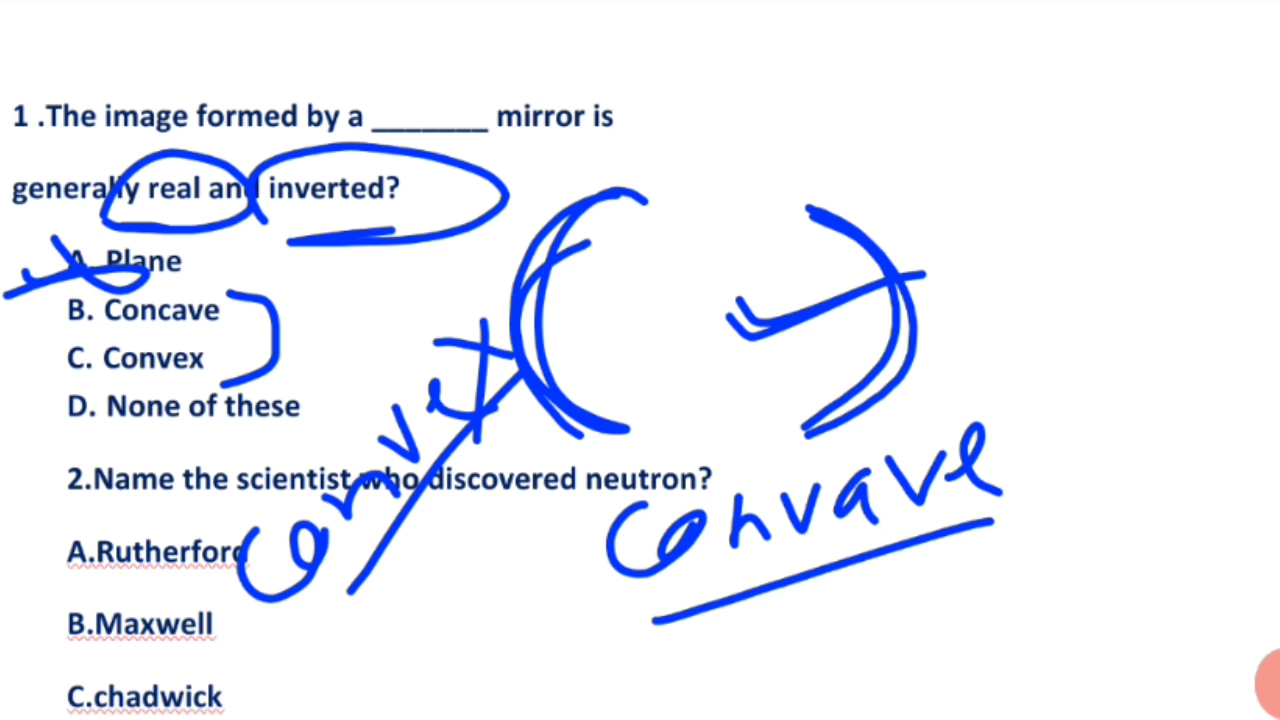 1 .The image formed by a _______ mirror is
generally real and inverted?
A. Plane
B. Concave
C. Convex
D. None of these
2.Name the scientist who discovered neutron?
A.Rutherford
B.Maxwell
C.chadwick
Convex
Convave